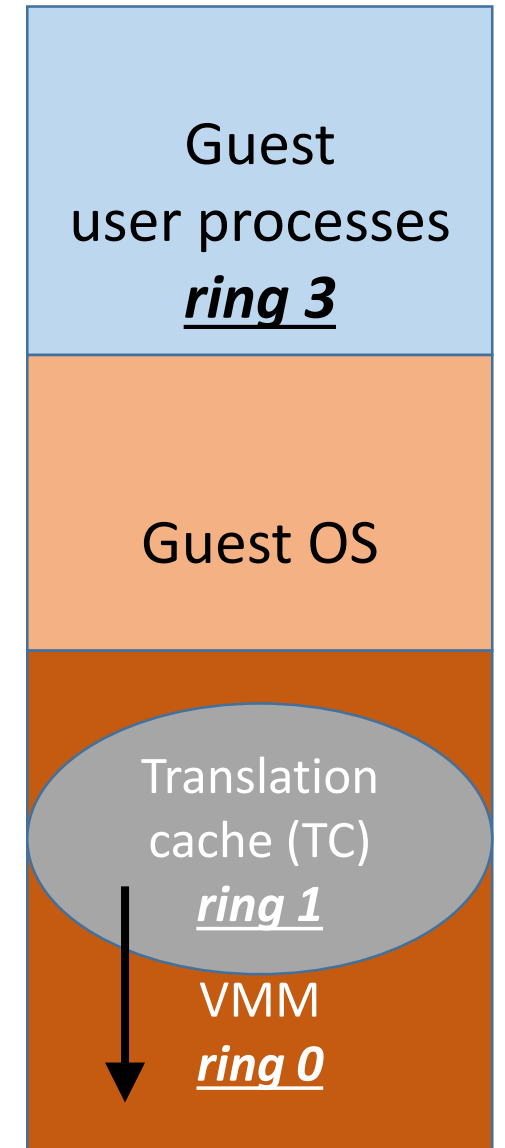 Guest
user processes
ring 3
Guest OS
Translation
cache (TC)
ring 1
VMM
ring 0